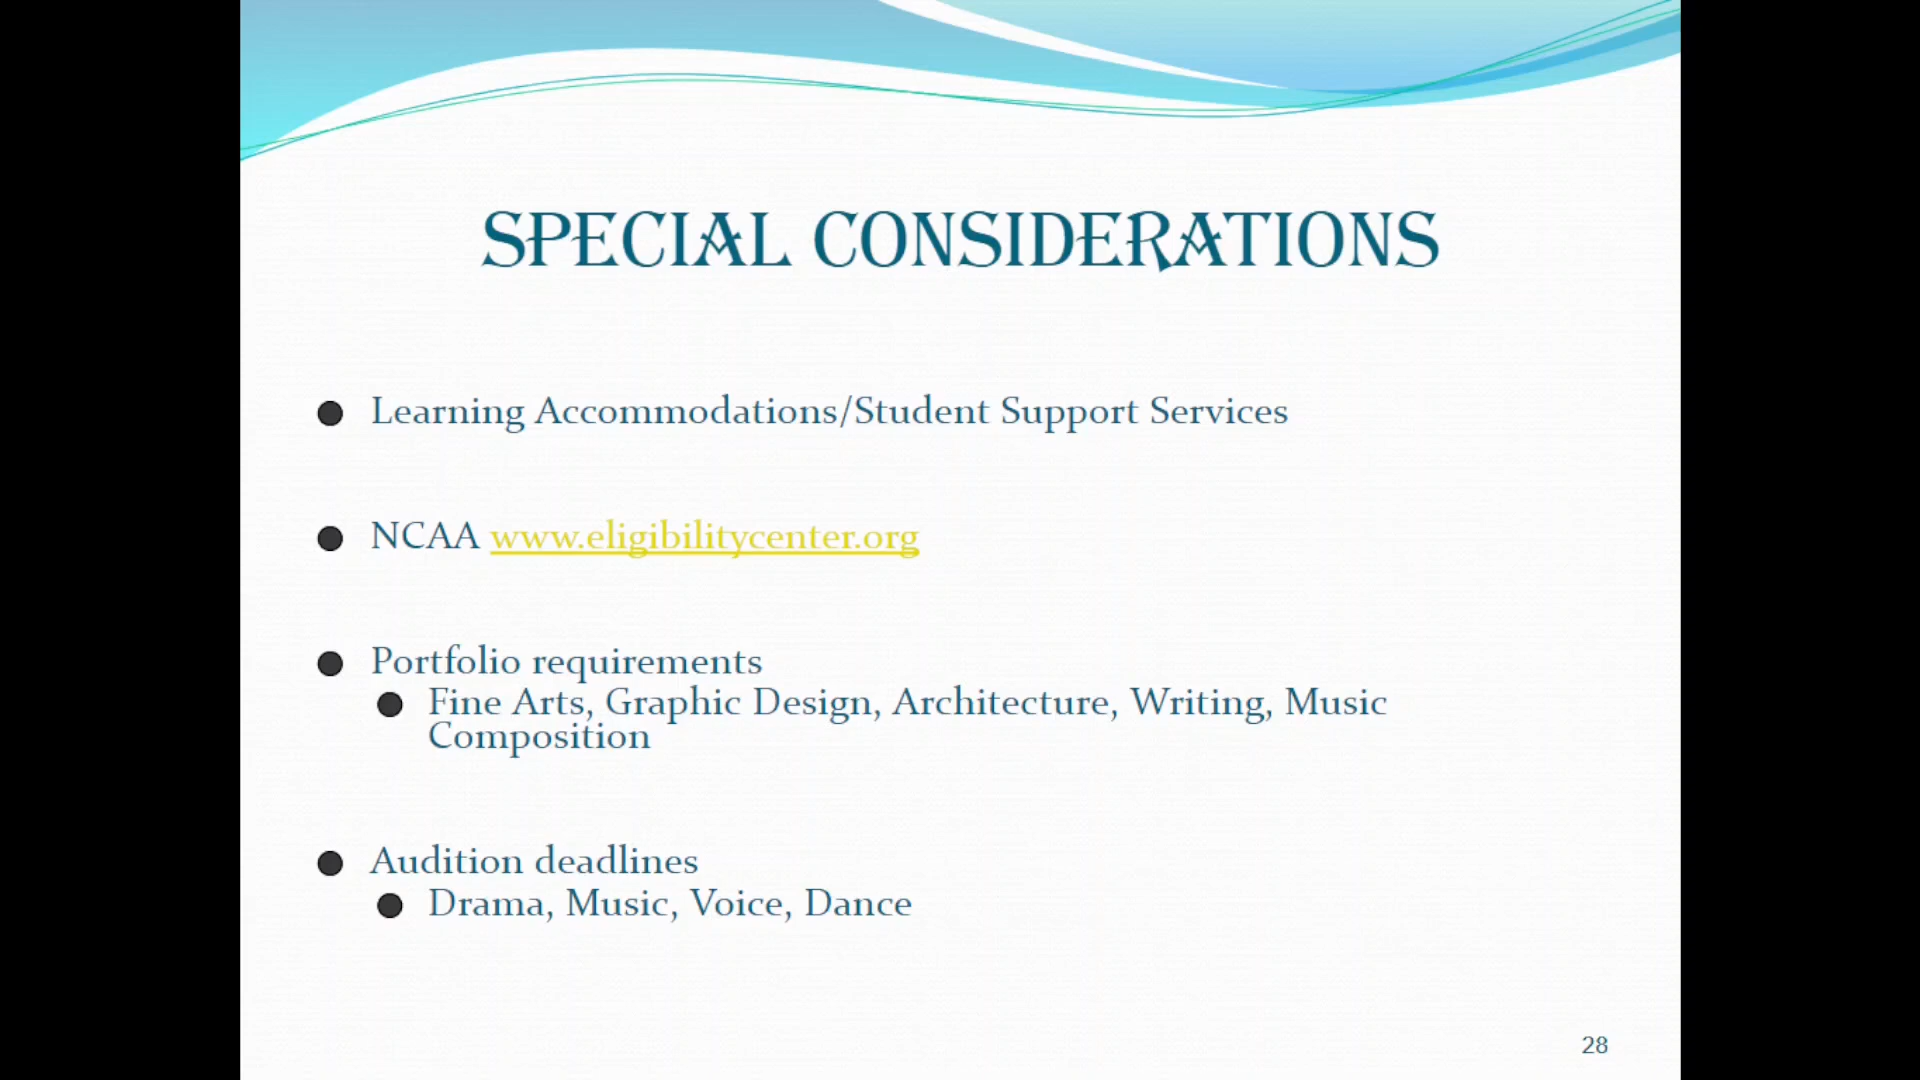 SPECIAL CONSIDERATIONS
Learning Accommodations/Student Support Services
NCAA www.eligibilitycenter.org
Portfolio requirements
Fine Arts, Graphic Design, Architecture, Writing, Music
Composition
Audition deadlines
Drama, Music, Voice, Dance
28